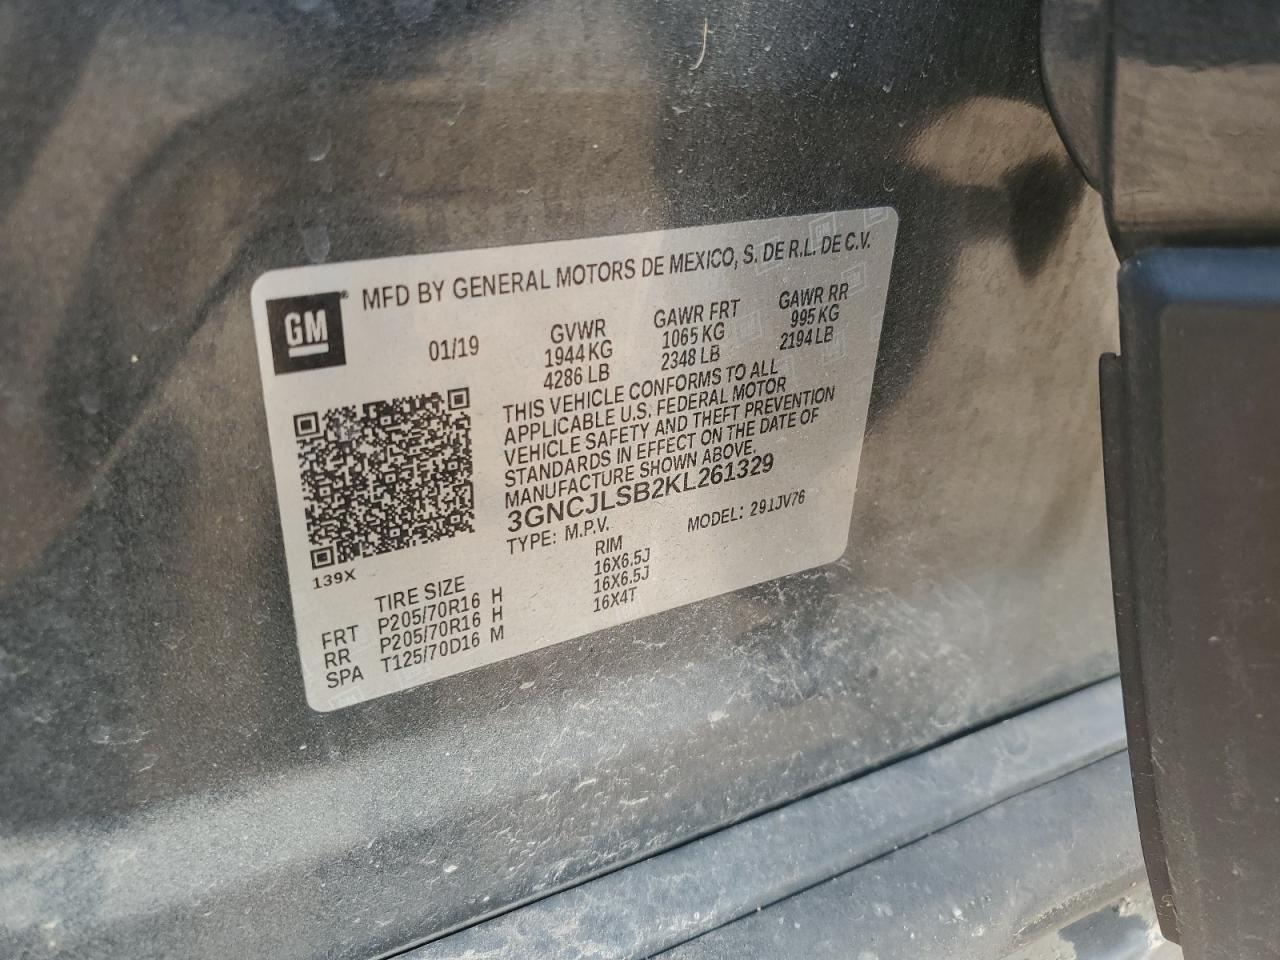 GM
MFD BY GENERAL MOTORS DE MEXICO, S. DE R.L. DE C.V.
01/19
GVWR
1944 KG
4286 LB
GAWR FRT
1065 KG
2348 LB
GAWR RR
995 KG
2194 LB
THIS VEHICLE CONFORMS TO ALL
APPLICABLE U.S. FEDERAL MOTOR
VEHICLE SAFETY AND THEFT PREVENTION
STANDARDS IN EFFECT ON THE DATE OF
MANUFACTURE SHOWN ABOVE.
3GNCJLSB2KL261329
TYPE: M.P.V.
MODEL: 291JV76
139X
TIRE SIZE
RIM
FRT P205/70R16 H 16X6.5J
RR P205/70R16 H 16X6.5J
SPA T125/70D16 M 16X4T